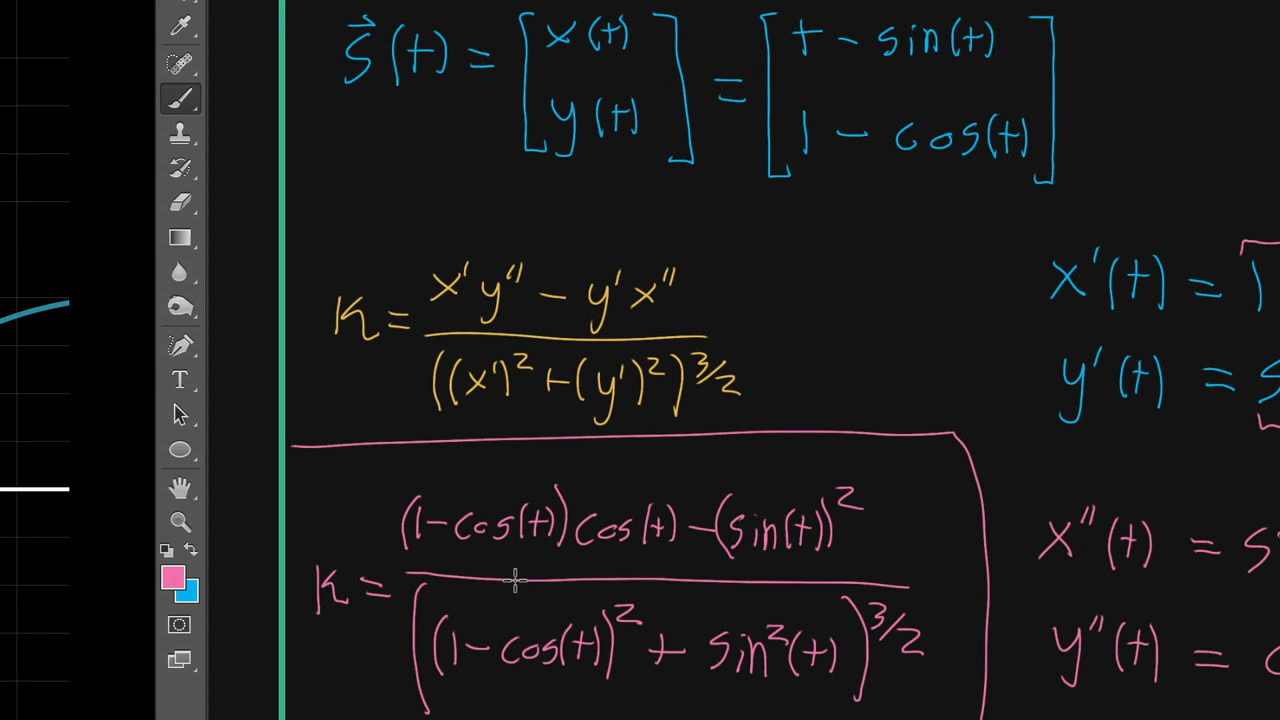 s⃗(t) = [x(t) y(t)] = [t - sin(t) 1 - cos(t)]
K = (x'y'' - y'x'') / ((x')² + (y')²)^3/2
x'(t) = 1
y'(t) = s
K = ((1-cos(t))cos(t) - (sin(t))²) / ((1-cos(t))² + sin²(t))^3/2
x''(t) = s
y''(t) = c
T